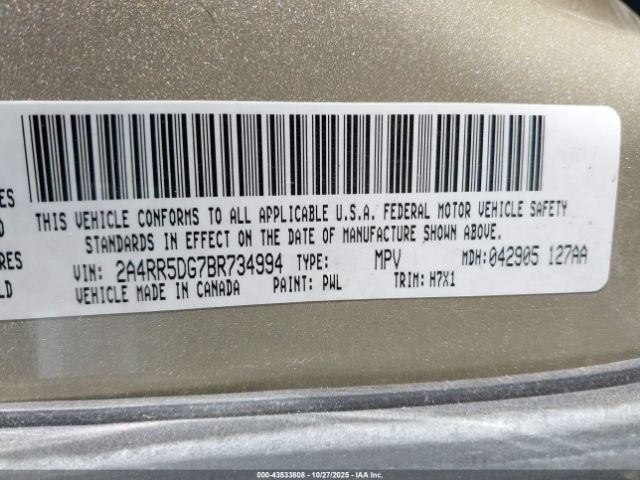 ES
D
RES
LD
THIS VEHICLE CONFORMS TO ALL APPLICABLE U.S.A. FEDERAL MOTOR VEHICLE SAFETY
STANDARDS IN EFFECT ON THE DATE OF MANUFACTURE SHOWN ABOVE.
VIN: 2A4RR5DG7BR734994 TYPE: MPV MDH: 042905 127AA
VEHICLE MADE IN CANADA PAINT: PWL TRIM: H7X1
000-43533808 - 10/27/2025 - IAAI.COM